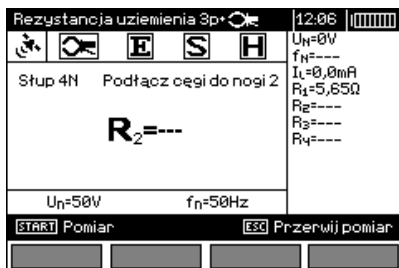 Rezystancja uziemienia 3p+ 12:06
E S H
UN=0V
fN=---
IL=0,0mA
R1=5,65Ω
R2=---
R3=---
R4=---
Słup 4N Podłącz cęgi do nogi 2
R2=---
Un=50V fn=50Hz
START Pomiar ESC Przerwij pomiar